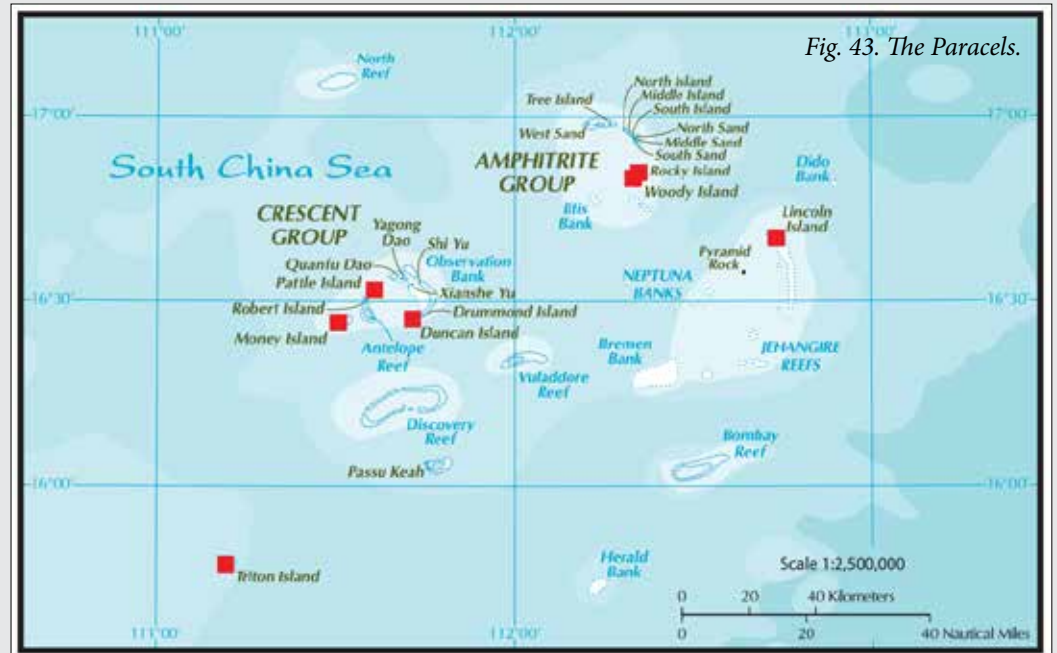 111°00'
112°00'
113°00'
Fig. 43. The Paracels.
North
Reef
North Island
Middle Island
South Island
Tree Island
17°00'
17°00'
West Sand
North Sand
Middle Sand
South Sand
South China Sea
AMPHITRITE
GROUP
Rocky Island
Woody Island
Dido
Bank
Iltis
Bank
Lincoln
Island
CRESCENT
GROUP
Yagong
Dao
Shi Yu
Observation
Bank
Quanfu Dao
Pattle Island
Xianshe Yu
Pyramid
Rock
NEPTUNA
BANKS
16°30'
16°30'
Robert Island
Drummond Island
Money Island
Duncan Island
Antelope
Reef
Bremen
Bank
JEHANGIRE
REEFS
Vuladdore
Reef
Discovery
Reef
Bombay
Reef
Passu Keah
16°00'
16°00'
Triton Island
Herald
Bank
Scale 1:2,500,000
0 20 40 Kilometers
0 20 40 Nautical Miles
111°00'
112°00'
113°00'